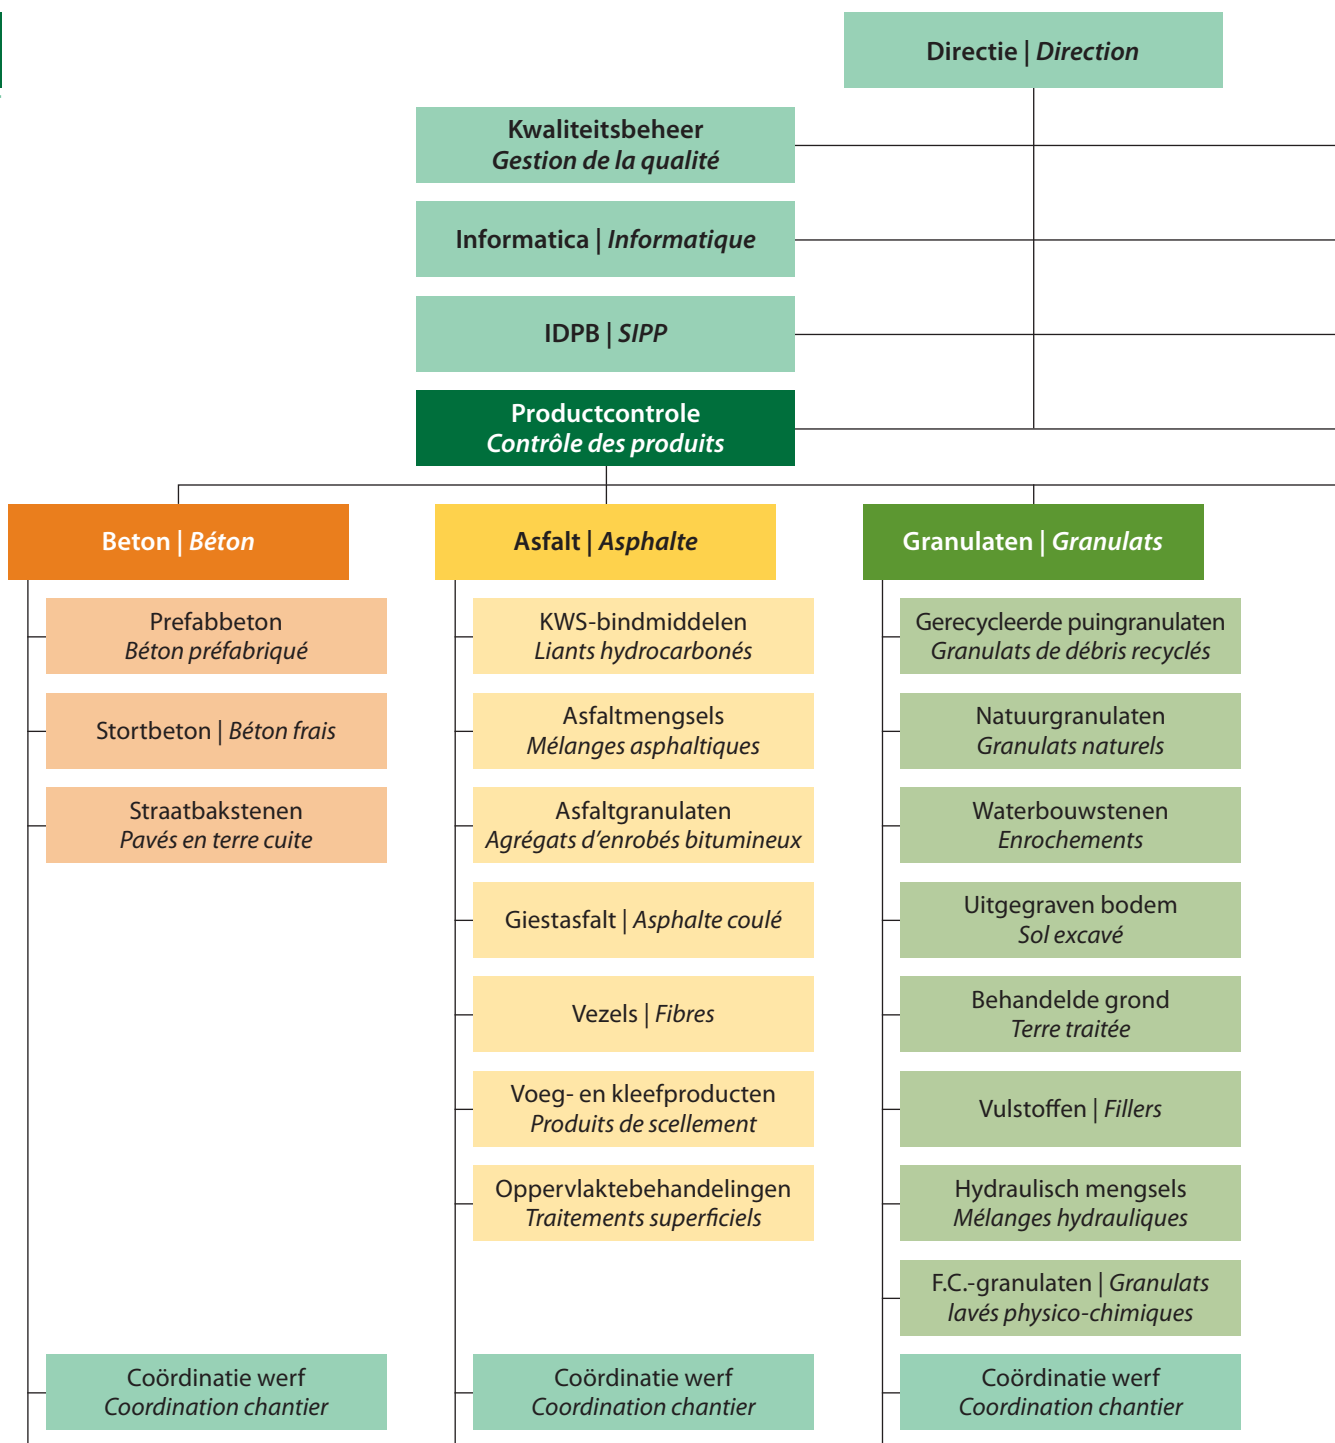 Directie | Direction
Kwaliteitsbeheer
Gestion de la qualité
Informatica | Informatique
IDPB | SIPP
Productcontrole
Contrôle des produits
Beton | Béton
Prefabbeton
Béton préfabriqué
Stortbeton | Béton frais
Straatbakstenen
Pavés en terre cuite
Coördinatie werf
Coordination chantier
Asfalt | Asphalte
KWS-bindmiddelen
Liants hydrocarbonés
Asfaltmengsels
Mélanges asphaltiques
Asfaltgranulaten
Agrégats d'enrobés bitumineux
Giestasfalt | Asphalte coulé
Vezels | Fibres
Voeg- en kleefproducten
Produits de scellement
Oppervlaktebehandelingen
Traitements superficiels
Coördinatie werf
Coordination chantier
Granulaten | Granulats
Gerecycleerde puingranulaten
Granulats de débris recyclés
Natuurgranulaten
Granulats naturels
Waterbouwstenen
Enrochements
Uitgegraven bodem
Sol excavé
Behandelde grond
Terre traitée
Vulstoffen | Fillers
Hydraulisch mengsels
Mélanges hydrauliques
F.C.-granulaten | Granulats
lavés physico-chimiques
Coördinatie werf
Coordination chantier